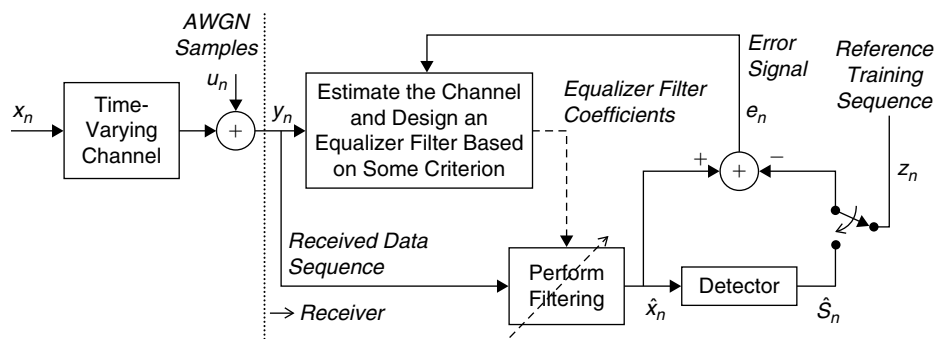 AWGN
Samples
u_n
x_n
Time-
Varying
Channel
+
y_n
Estimate the Channel
and Design an
Equalizer Filter Based
on Some Criterion
Equalizer Filter
Coefficients
Error
Signal
e_n
Reference
Training
Sequence
z_n
+
+
−
Received Data
Sequence
→ Receiver
Perform
Filtering
x̂_n
Detector
Ŝ_n